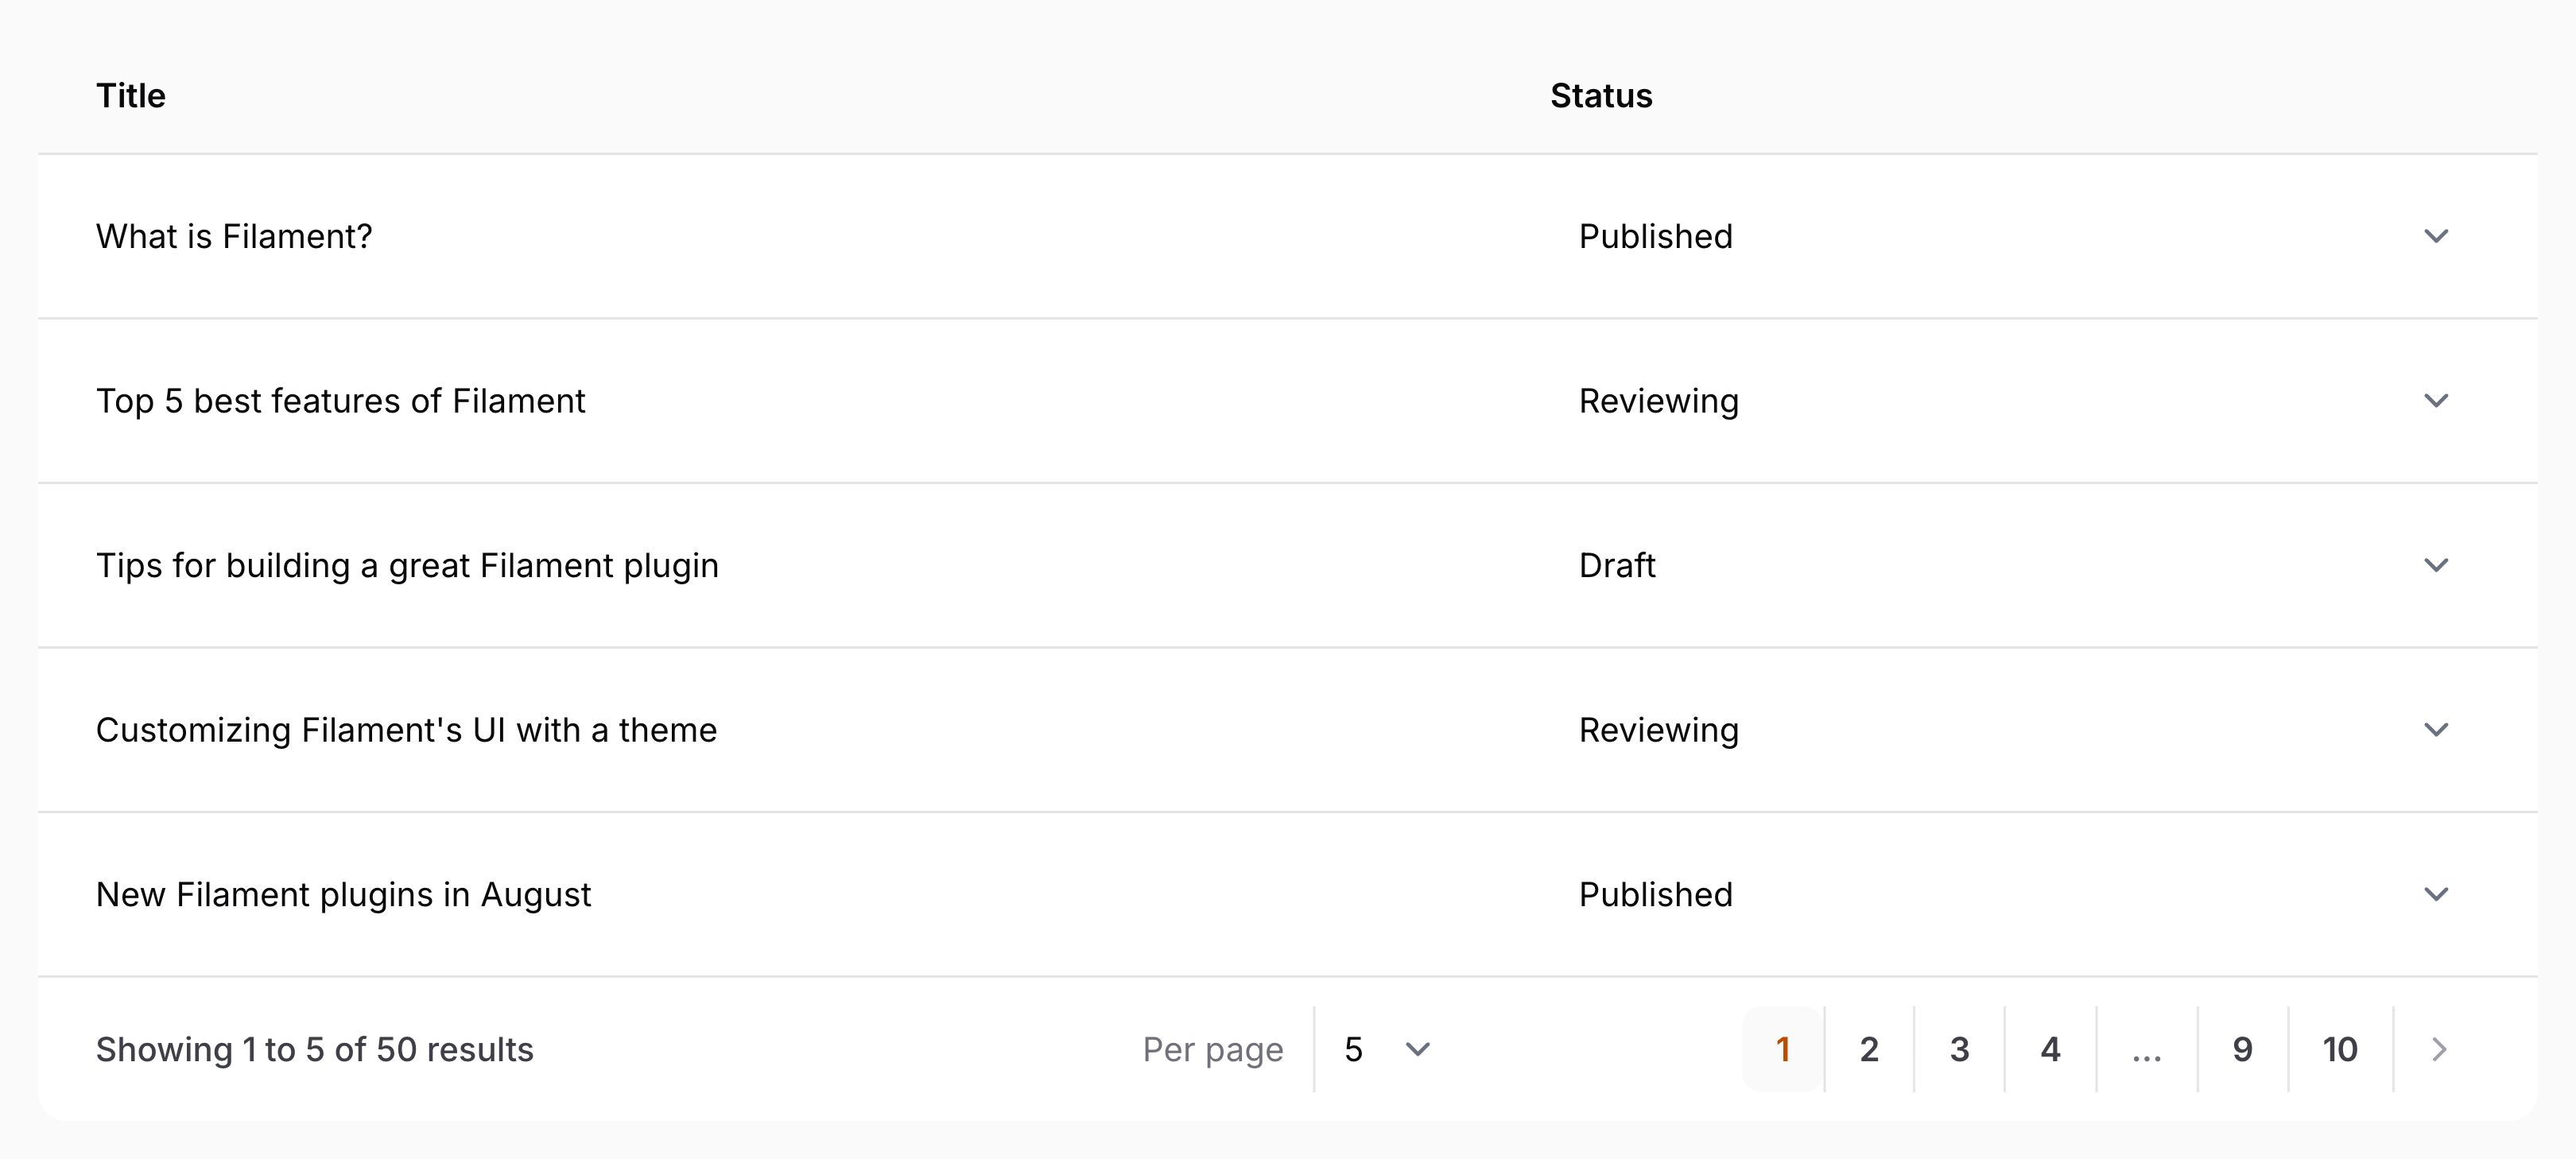 Title Status
What is Filament? Published
Top 5 best features of Filament Reviewing
Tips for building a great Filament plugin Draft
Customizing Filament's UI with a theme Reviewing
New Filament plugins in August Published
Showing 1 to 5 of 50 results Per page 5 1 2 3 4 ... 9 10